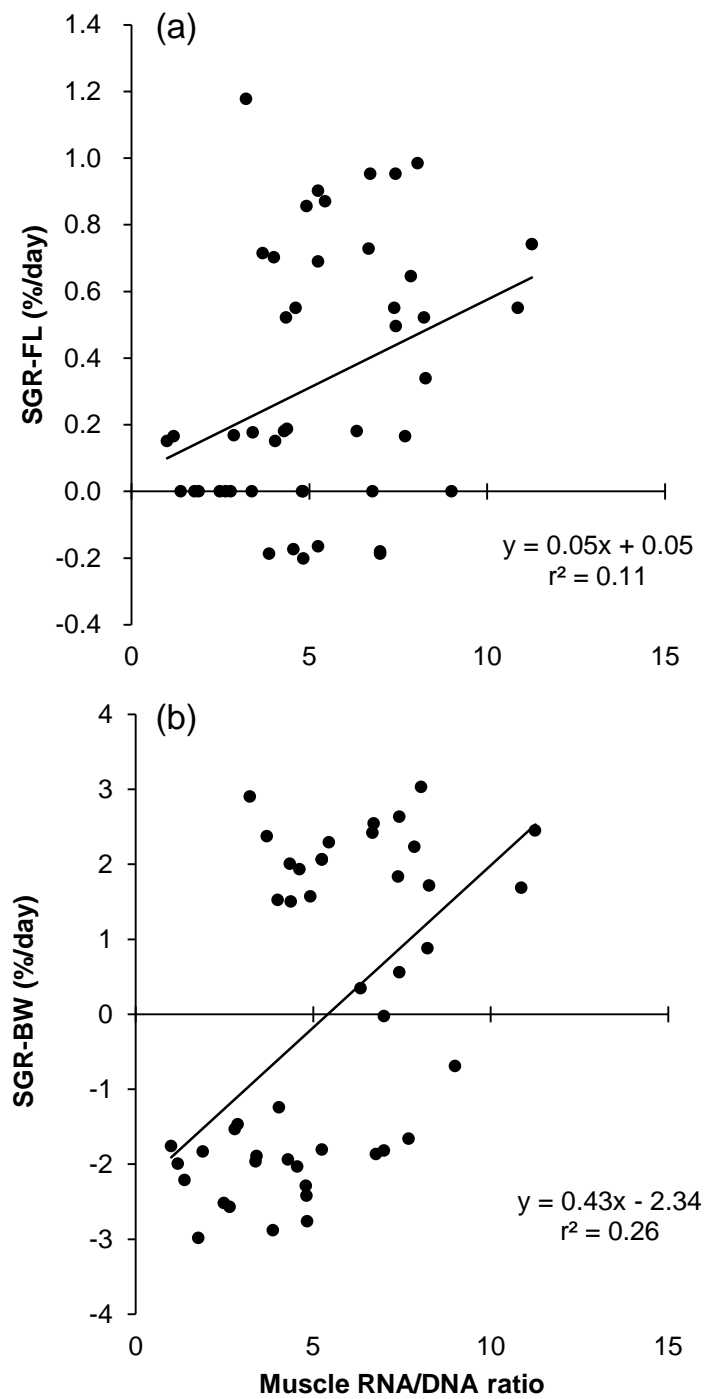 (a)
1.4
1.2
1.0
0.8
0.6
0.4
0.2
0.0
-0.2
-0.4
SGR-FL (%/day)
y = 0.05x + 0.05
r² = 0.11
0 5 10 15
(b)
4
3
2
1
0
-1
-2
-3
-4
SGR-BW (%/day)
y = 0.43x - 2.34
r² = 0.26
0 5 10 15
Muscle RNA/DNA ratio